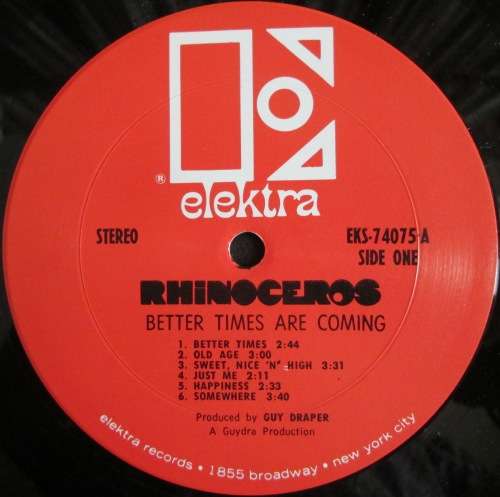 ®
elektra
STEREO
EKS-74075-A
SIDE ONE
RHiNOCEROS
BETTER TIMES ARE COMING
1. BETTER TIMES 2:44
2. OLD AGE 3:00
3. SWEET, NICE "N" HIGH 3:31
4. JUST ME 2:11
5. HAPPINESS 2:33
6. SOMEWHERE 3:40
Produced by GUY DRAPER
A Guydra Production
elektra records • 1855 broadway • new york city